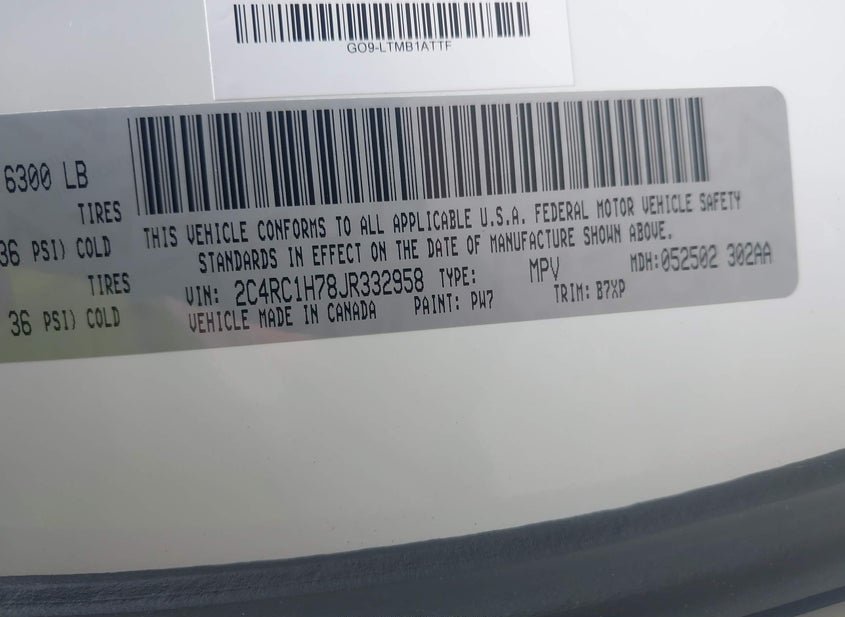 GO9-LTMB1ATTF
6300 LB
TIRES
36 PSI) COLD
TIRES
36 PSI) COLD
THIS VEHICLE CONFORMS TO ALL APPLICABLE U.S.A. FEDERAL MOTOR VEHICLE SAFETY
STANDARDS IN EFFECT ON THE DATE OF MANUFACTURE SHOWN ABOVE.
VIN: 2C4RC1H78JR332958 TYPE: MPV MDH:052502 302AA
VEHICLE MADE IN CANADA PAINT: PW7 TRIM: B7XP